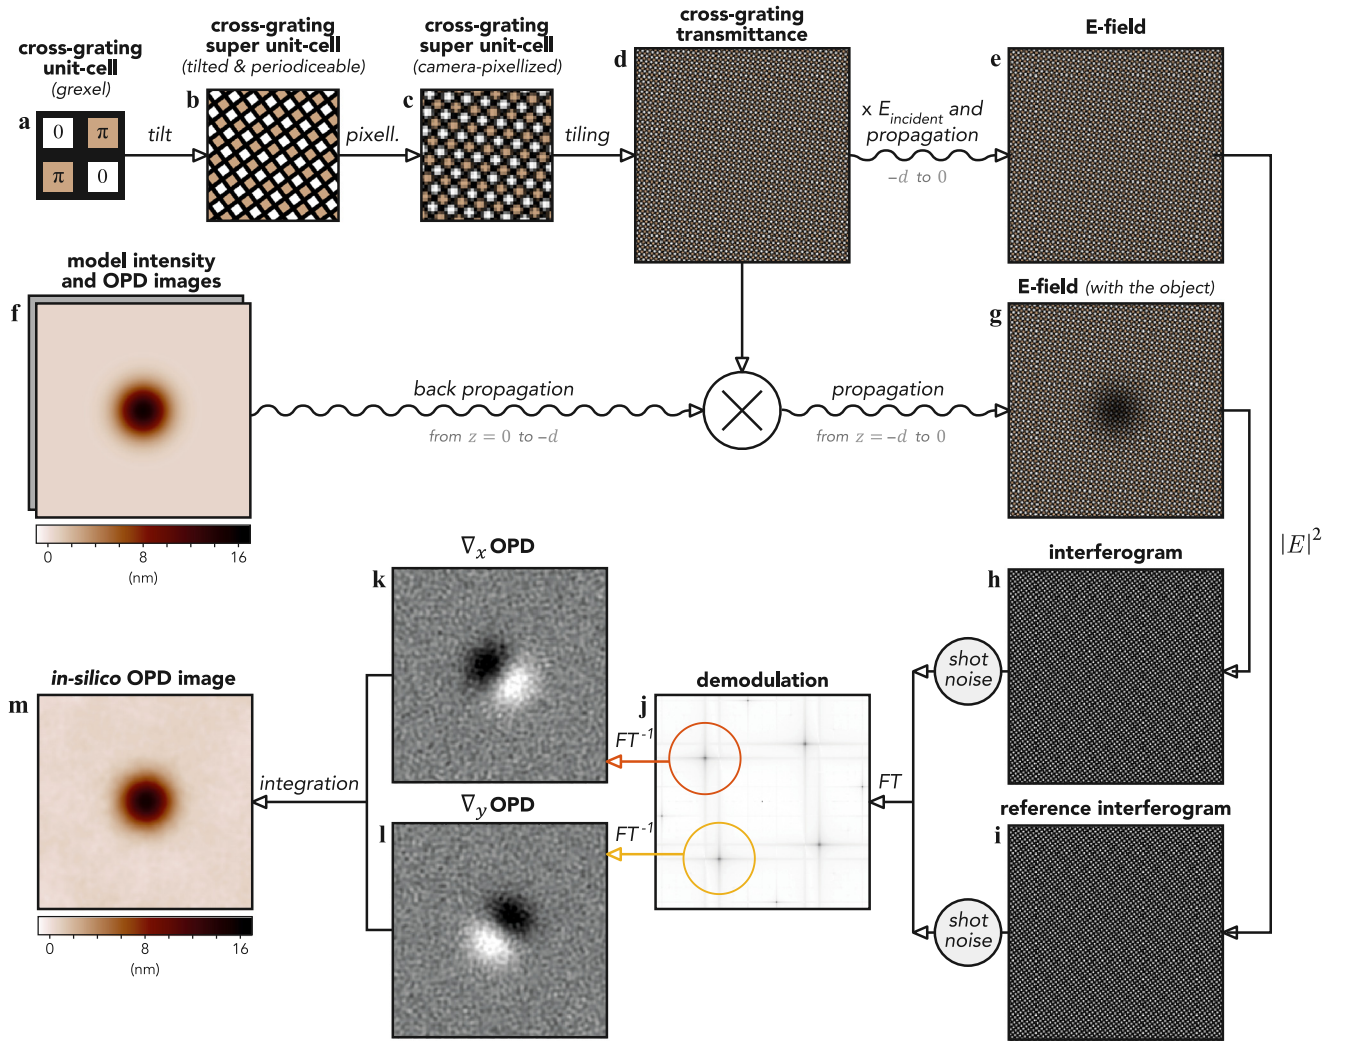 cross-grating
unit-cell
(grexel)
a
0 π
π 0
tilt
cross-grating
super unit-cell
(tilted & periodiceable)
b
pixell.
cross-grating
super unit-cell
(camera-pixellized)
c
tiling
cross-grating
transmittance
d
x E_incident and
propagation
−d to 0
E-field
e
model intensity
and OPD images
f
0 8 16
(nm)
back propagation
from z = 0 to −d
propagation
from z = −d to 0
E-field (with the object)
g
|E|²
interferogram
h
shot
noise
reference interferogram
i
shot
noise
FT
demodulation
j
FT⁻¹
FT⁻¹
∇x OPD
k
∇y OPD
l
integration
in-silico OPD image
m
0 8 16
(nm)